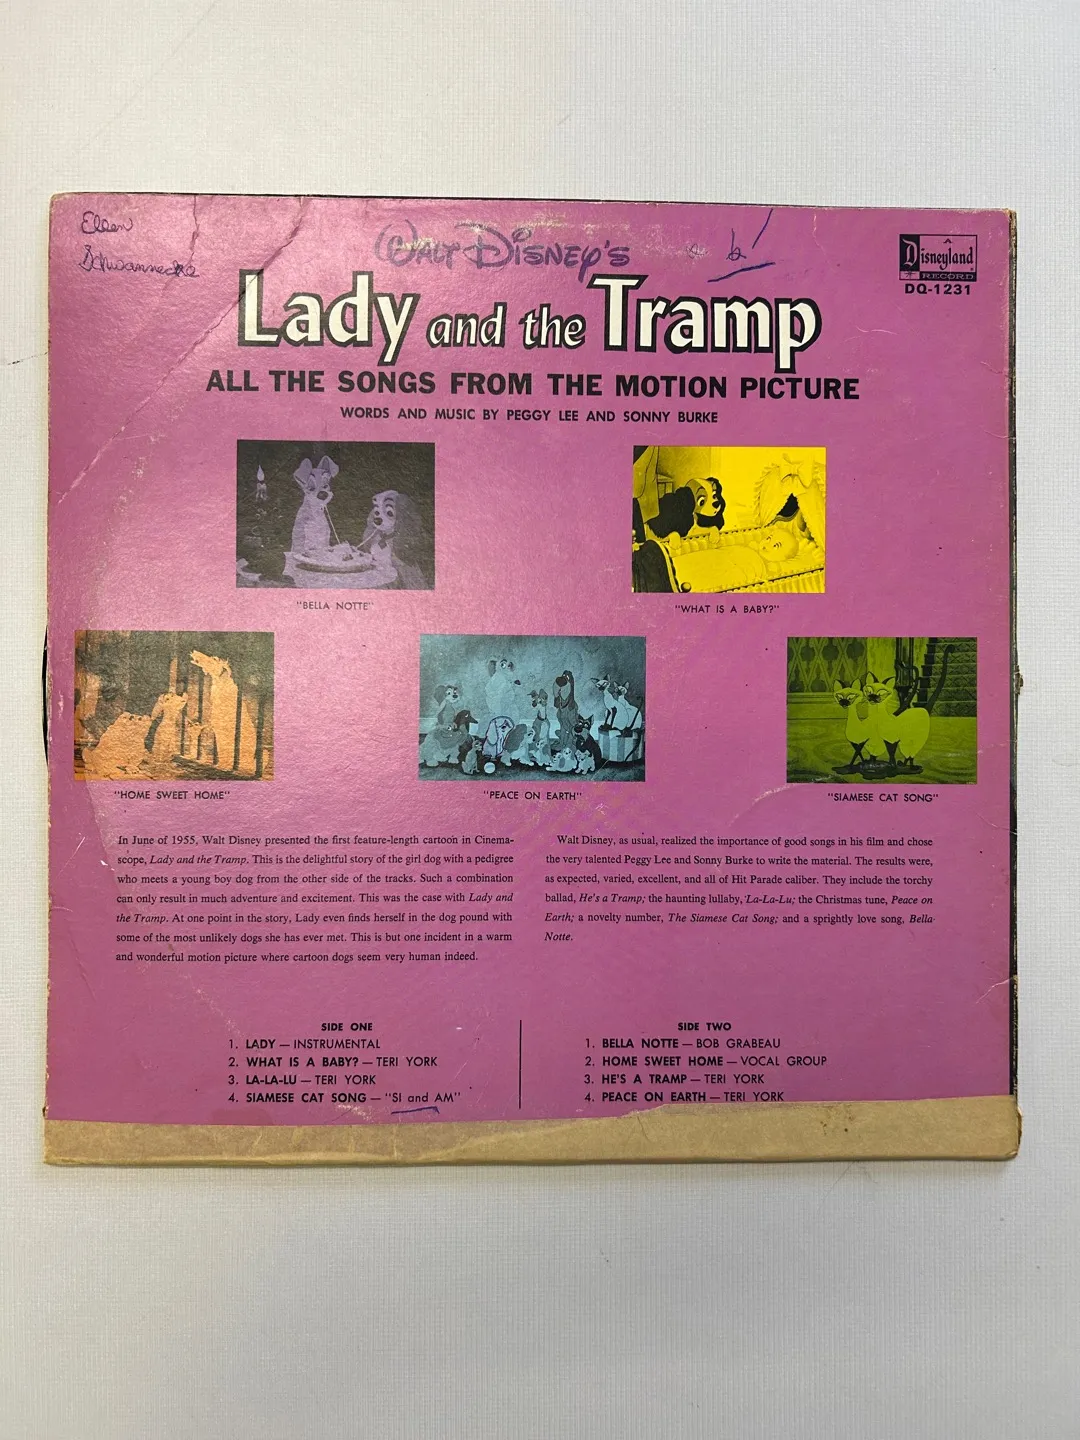 Ellen
Schwannecke
WALT DISNEY'S
b!
Disneyland
RECORD
DQ-1231
Lady and the Tramp
ALL THE SONGS FROM THE MOTION PICTURE
WORDS AND MUSIC BY PEGGY LEE AND SONNY BURKE
"BELLA NOTTE"
"WHAT IS A BABY?"
"HOME SWEET HOME"
"PEACE ON EARTH"
"SIAMESE CAT SONG"
In June of 1955, Walt Disney presented the first feature-length cartoon in Cinema-
scope, Lady and the Tramp. This is the delightful story of the girl dog with a pedigree
who meets a young boy dog from the other side of the tracks. Such a combination
can only result in much adventure and excitement. This was the case with Lady and
the Tramp. At one point in the story, Lady even finds herself in the dog pound with
some of the most unlikely dogs she has ever met. This is but one incident in a warm
and wonderful motion picture where cartoon dogs seem very human indeed.
Walt Disney, as usual, realized the importance of good songs in his film and chose
the very talented Peggy Lee and Sonny Burke to write the material. The results were,
as expected, varied, excellent, and all of Hit Parade caliber. They include the torchy
ballad, He's a Tramp; the haunting lullaby, La-La-Lu; the Christmas tune, Peace on
Earth; a novelty number, The Siamese Cat Song; and a sprightly love song, Bella
Notte.
SIDE ONE
1. LADY — INSTRUMENTAL
2. WHAT IS A BABY? — TERI YORK
3. LA-LA-LU — TERI YORK
4. SIAMESE CAT SONG — "SI and AM"
SIDE TWO
1. BELLA NOTTE — BOB GRABEAU
2. HOME SWEET HOME — VOCAL GROUP
3. HE'S A TRAMP — TERI YORK
4. PEACE ON EARTH — TERI YORK